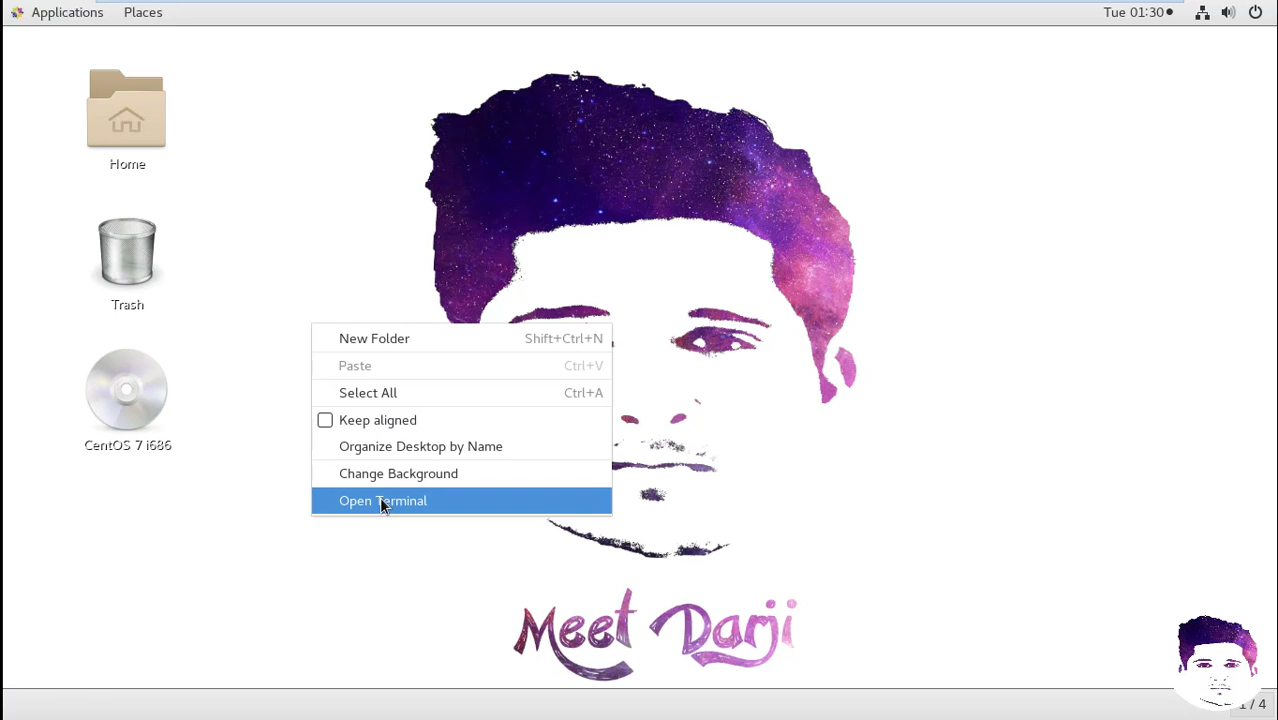 Applications Places Tue 01:30
Home
Trash
CentOS 7 i686
New Folder Shift+Ctrl+N
Paste Ctrl+V
Select All Ctrl+A
Keep aligned
Organize Desktop by Name
Change Background
Open Terminal
Meet Darji
1 / 4